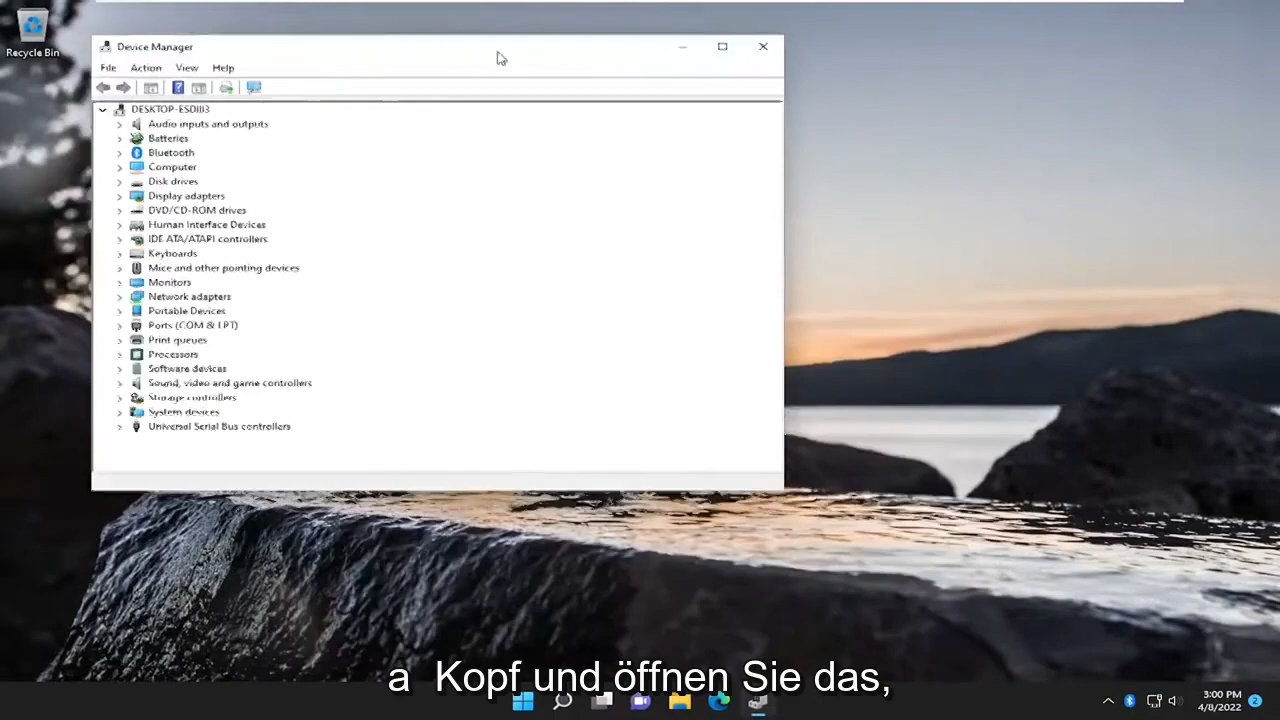 Recycle Bin
Device Manager
File Action View Help
DESKTOP-ESDIII3
Audio inputs and outputs
Batteries
Bluetooth
Computer
Disk drives
Display adapters
DVD/CD-ROM drives
Human Interface Devices
IDE ATA/ATAPI controllers
Keyboards
Mice and other pointing devices
Monitors
Network adapters
Portable Devices
Ports (COM & LPT)
Print queues
Processors
Software devices
Sound, video and game controllers
Storage controllers
System devices
Universal Serial Bus controllers
a Kopf und öffnen Sie das,
3:00 PM
4/8/2022
2